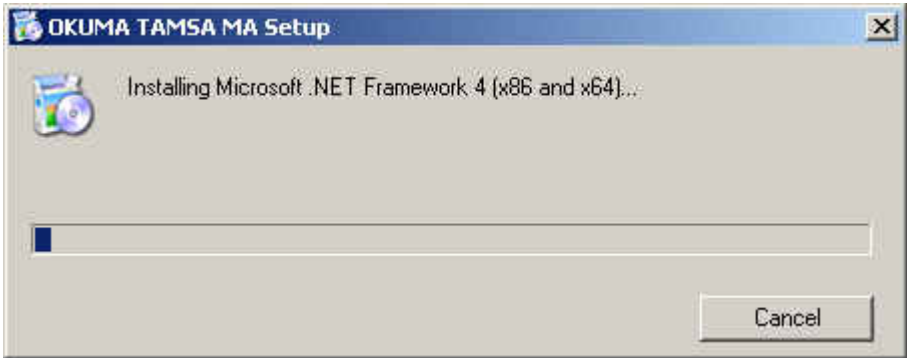 OKUMA TAMSA MA Setup
Installing Microsoft .NET Framework 4 (x86 and x64)...
Cancel